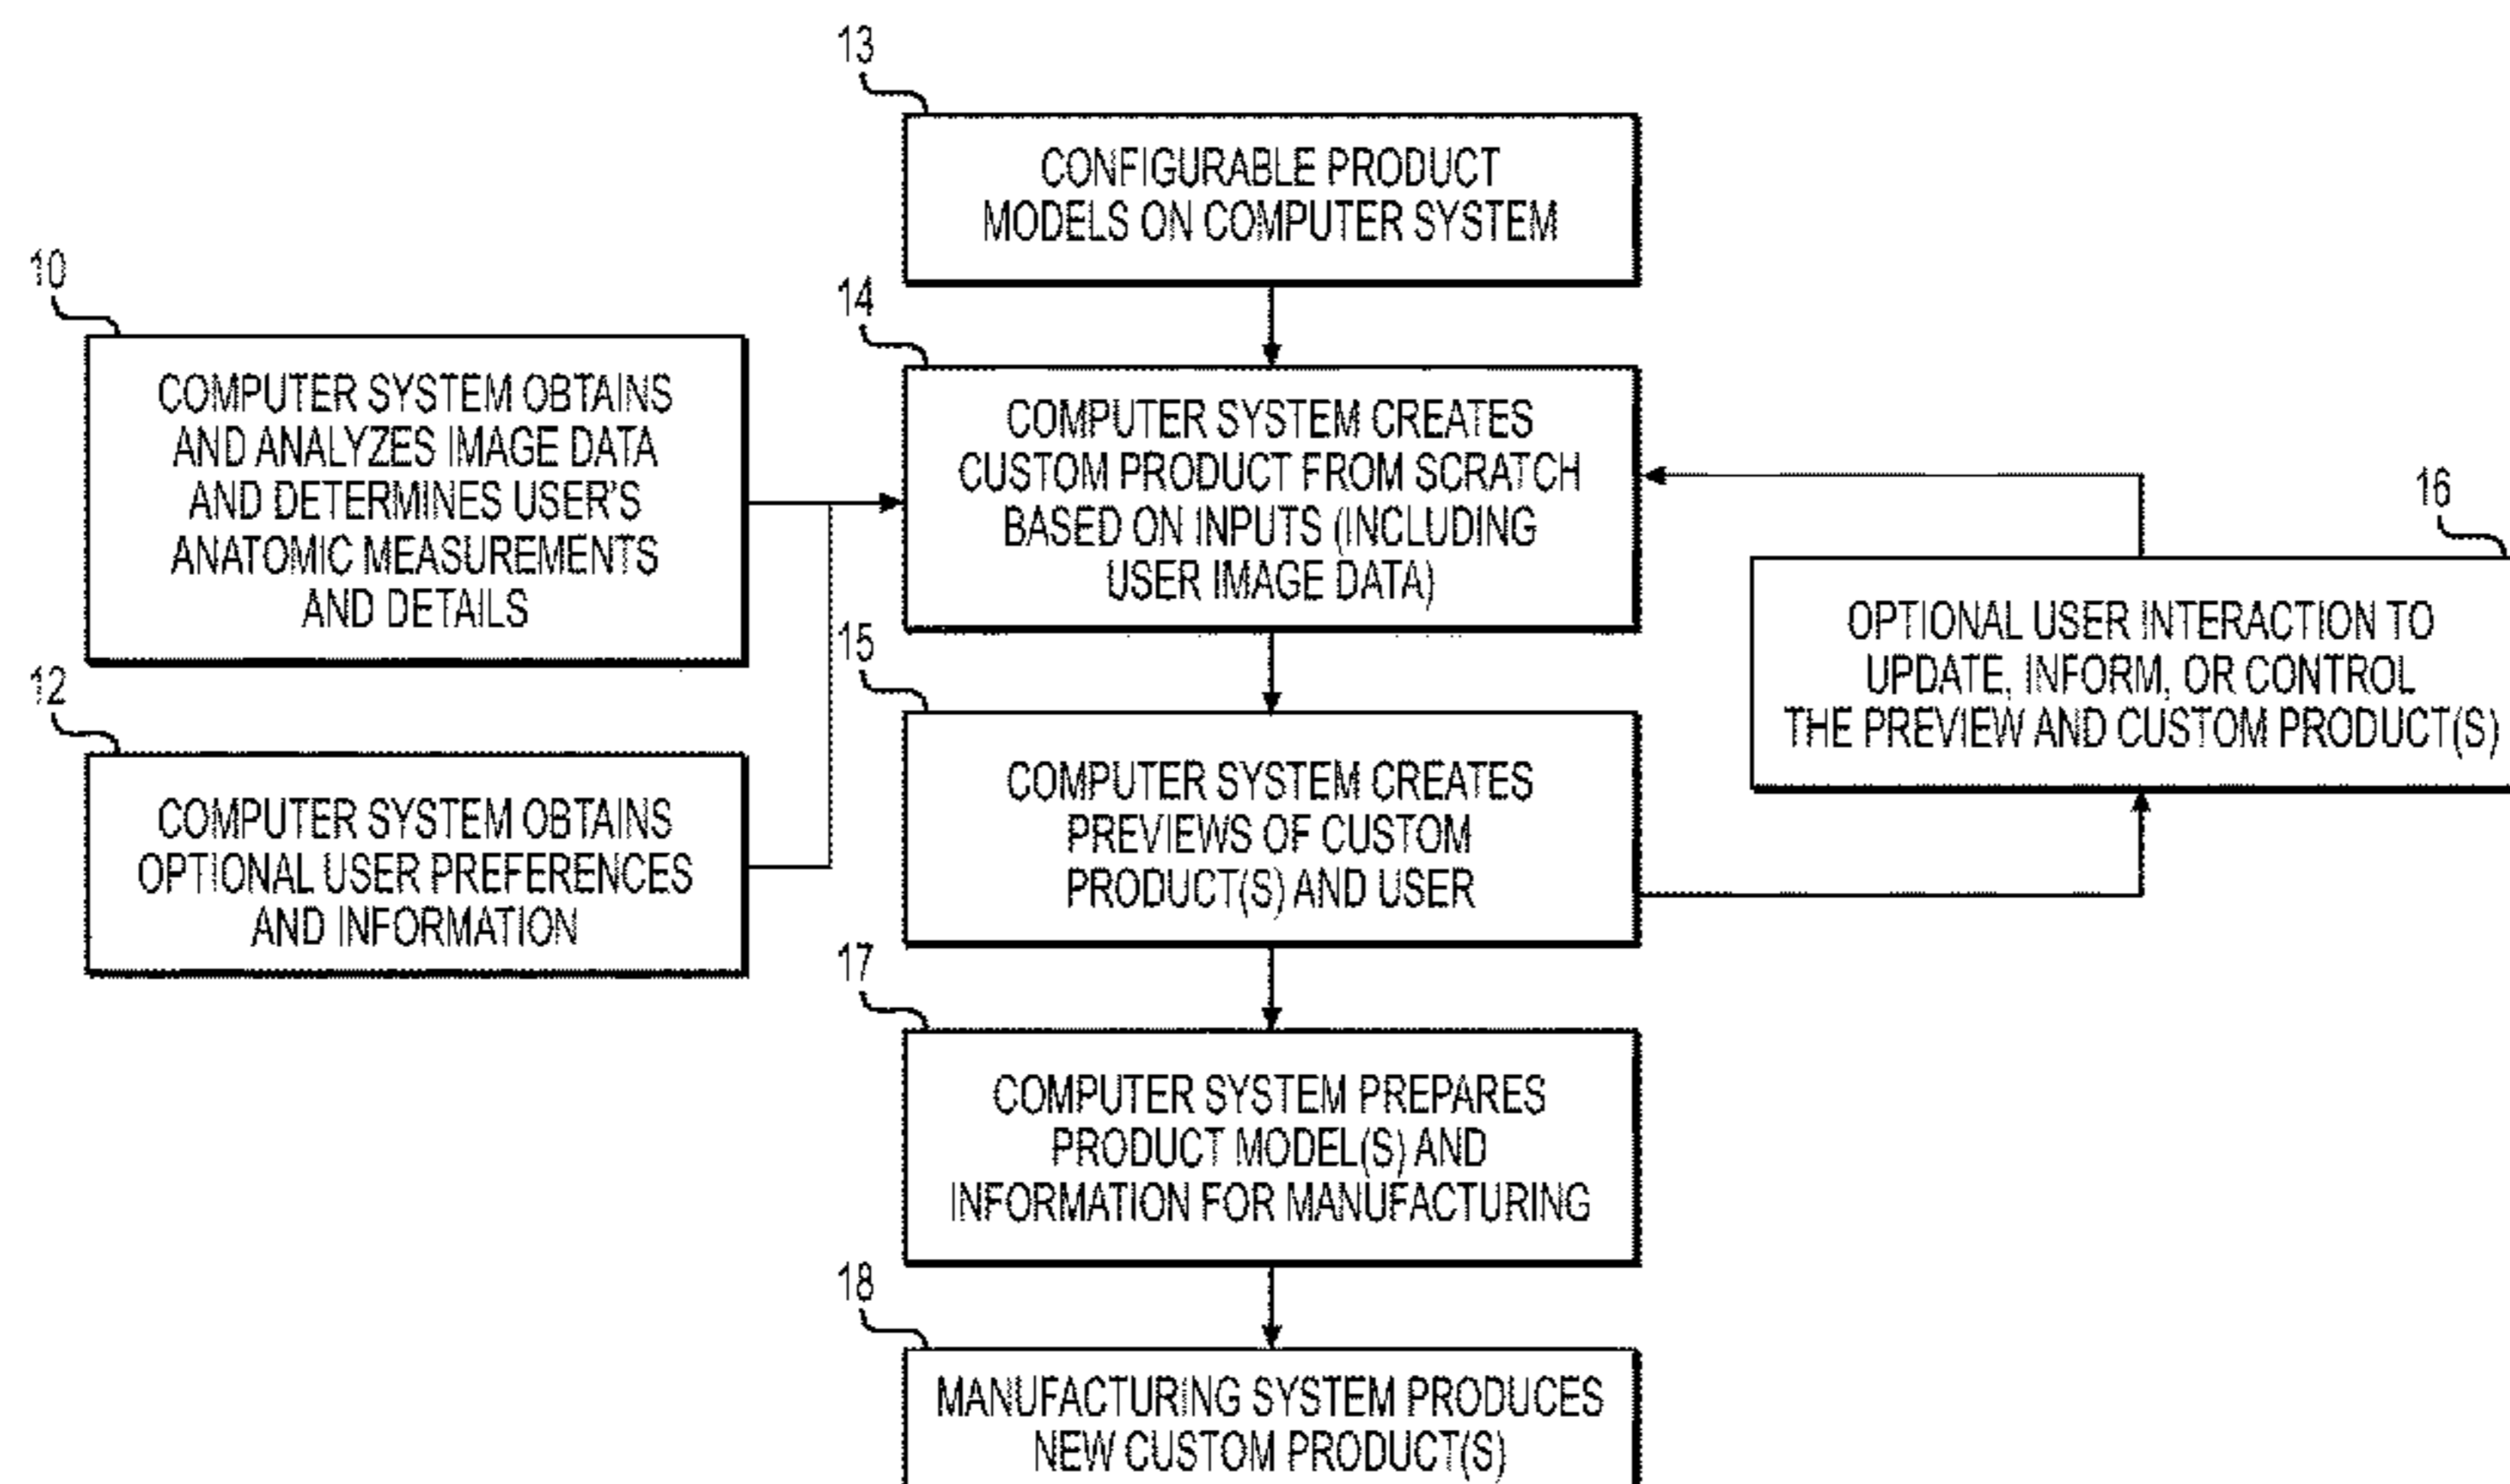 13
CONFIGURABLE PRODUCT
MODELS ON COMPUTER SYSTEM
10
COMPUTER SYSTEM OBTAINS
AND ANALYZES IMAGE DATA
AND DETERMINES USER'S
ANATOMIC MEASUREMENTS
AND DETAILS
12
COMPUTER SYSTEM OBTAINS
OPTIONAL USER PREFERENCES
AND INFORMATION
14
COMPUTER SYSTEM CREATES
CUSTOM PRODUCT FROM SCRATCH
BASED ON INPUTS (INCLUDING
USER IMAGE DATA)
15
COMPUTER SYSTEM CREATES
PREVIEWS OF CUSTOM
PRODUCT(S) AND USER
16
OPTIONAL USER INTERACTION TO
UPDATE, INFORM, OR CONTROL
THE PREVIEW AND CUSTOM PRODUCT(S)
17
COMPUTER SYSTEM PREPARES
PRODUCT MODEL(S) AND
INFORMATION FOR MANUFACTURING
18
MANUFACTURING SYSTEM PRODUCES
NEW CUSTOM PRODUCT(S)